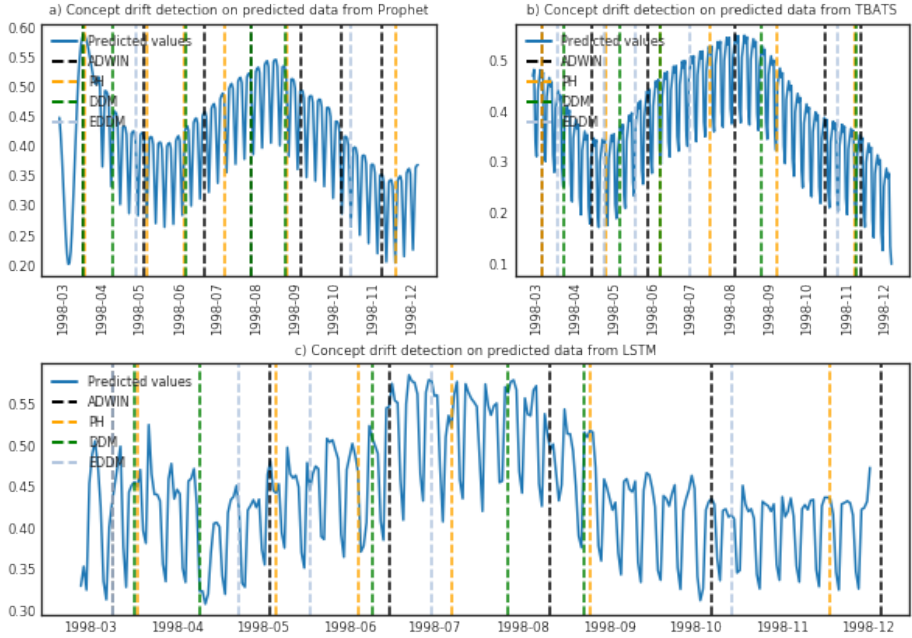 a) Concept drift detection on predicted data from Prophet
0.60
0.55
0.50
0.45
0.40
0.35
0.30
0.25
0.20
Predicted values
ADWIN
PH
DDM
EDDM
1998-03
1998-04
1998-05
1998-06
1998-07
1998-08
1998-09
1998-10
1998-11
1998-12
b) Concept drift detection on predicted data from TBATS
0.5
0.4
0.3
0.2
0.1
Predicted values
ADWIN
PH
DDM
EDDM
1998-03
1998-04
1998-05
1998-06
1998-07
1998-08
1998-09
1998-10
1998-11
1998-12
c) Concept drift detection on predicted data from LSTM
0.55
0.50
0.45
0.40
0.35
0.30
Predicted values
ADWIN
PH
DDM
EDDM
1998-03 1998-04 1998-05 1998-06 1998-07 1998-08 1998-09 1998-10 1998-11 1998-12